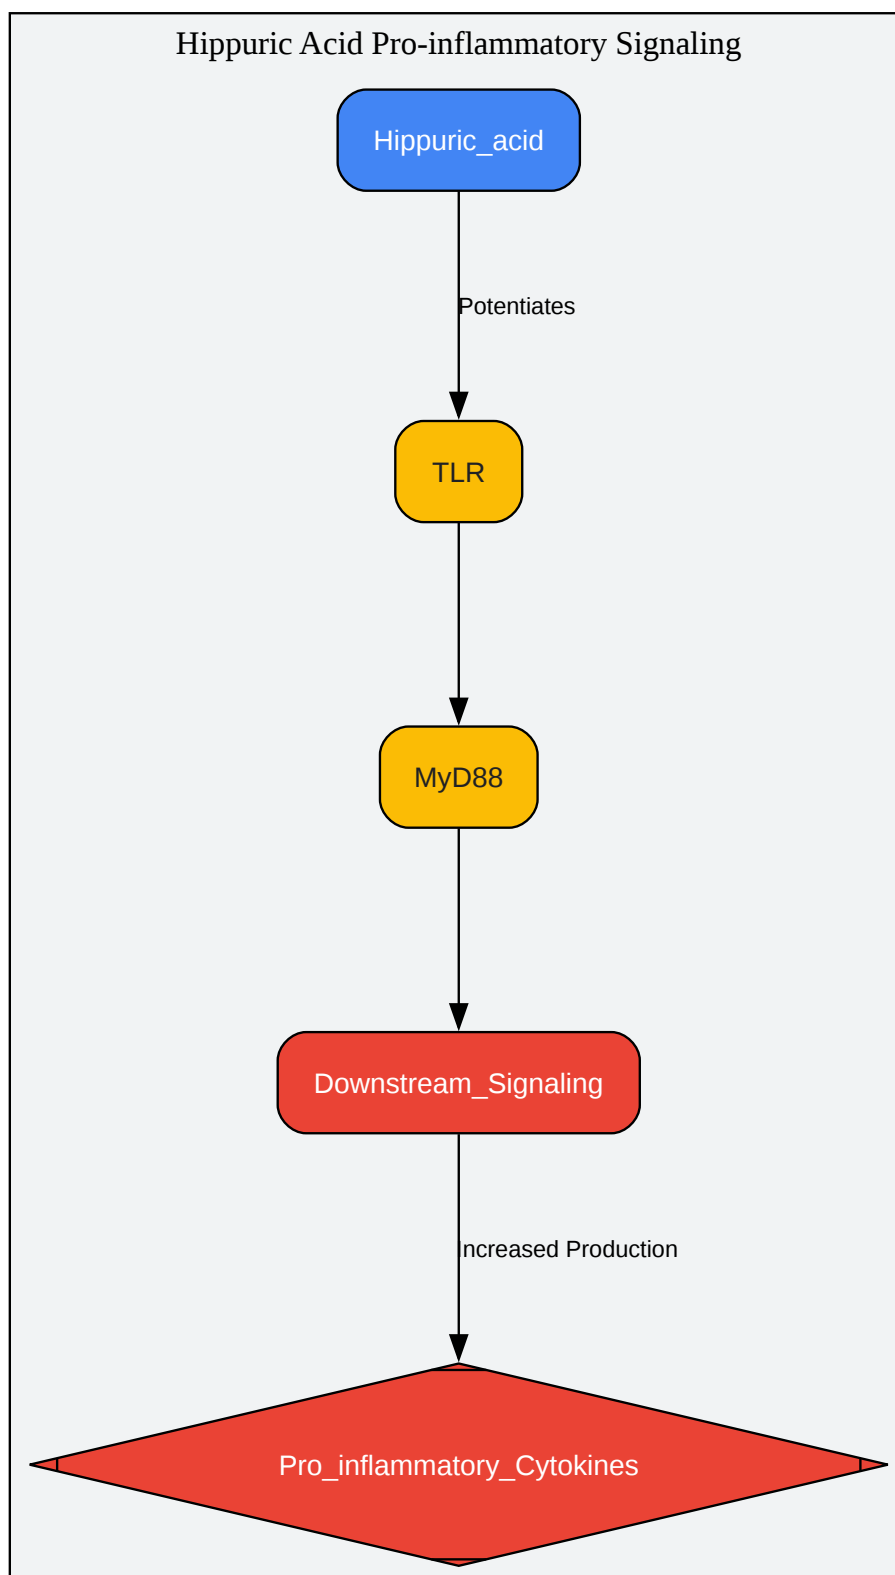 Hippuric Acid Pro-inflammatory Signaling
Hippuric_acid
Potentiates
TLR
MyD88
Downstream_Signaling
Increased Production
Pro_inflammatory_Cytokines